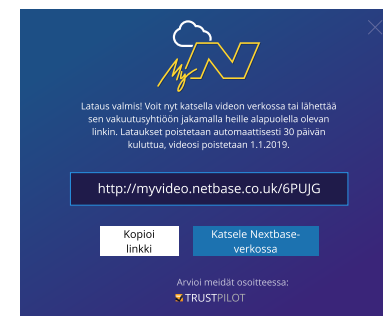 My N
Lataus valmis! Voit nyt katsella videon verkossa tai lähettää
sen vakuutusyhtiöön jakamalla heille alapuolella olevan
linkin. Lataukset poistetaan automaattisesti 30 päivän
kuluttua, videosi poistetaan 1.1.2019.
http://myvideo.netbase.co.uk/6PUJG
Kopioi
linkki
Katsele Nextbase-
verkossa
Arvioi meidät osoitteessa:
TRUSTPILOT